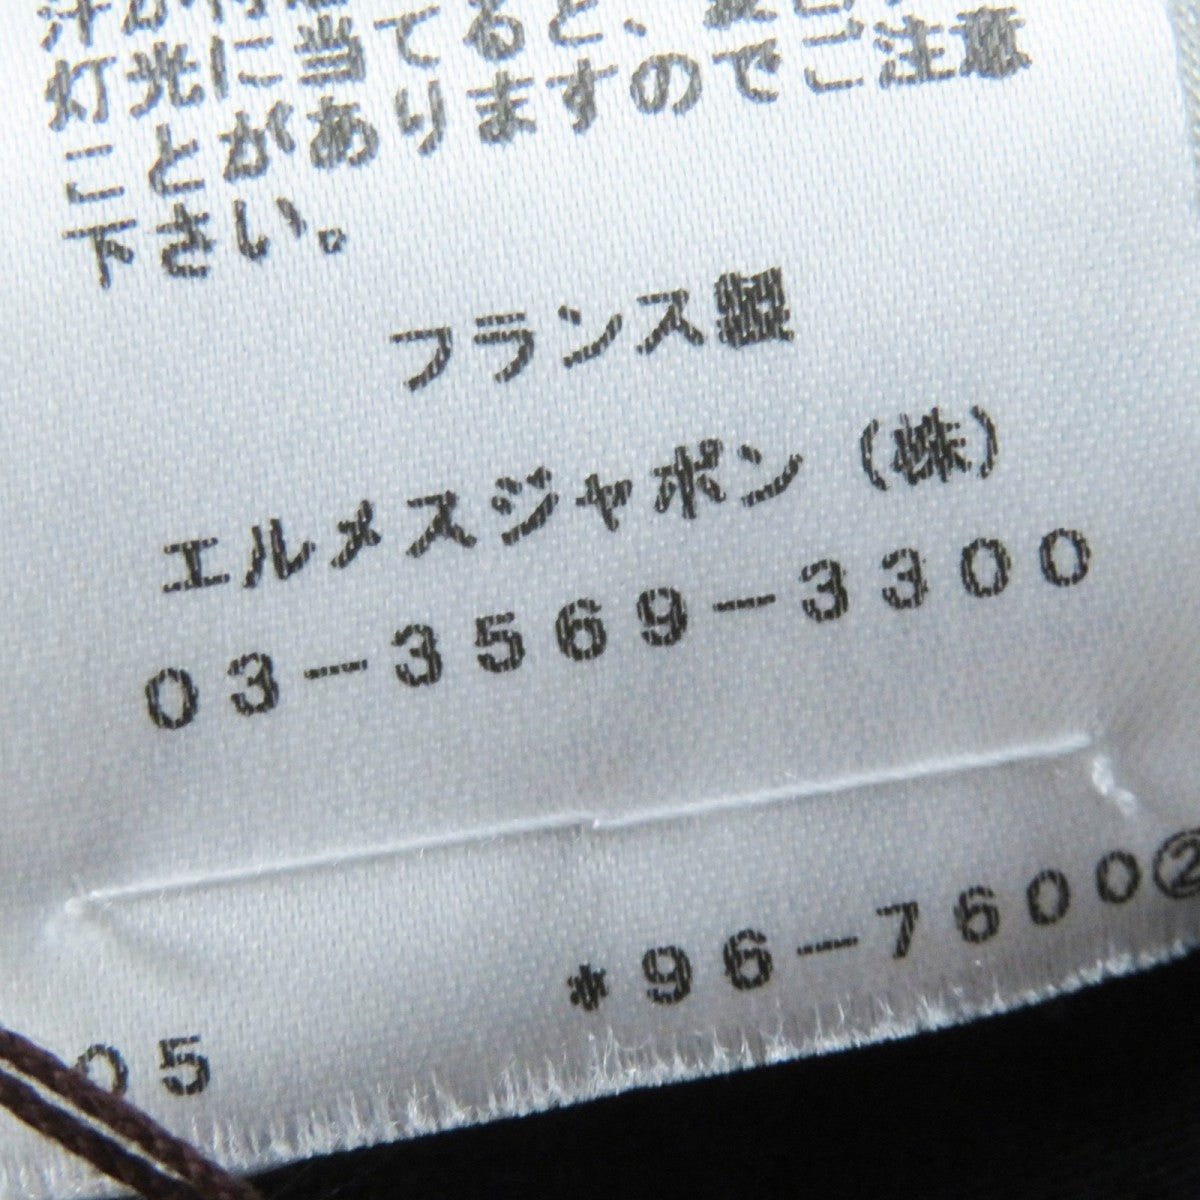 灯光に当てると、
ことがありますのでご注意
下さい。
フランス製
エルメスジャポン(株)
03-3569-3300
*96-7600②
05